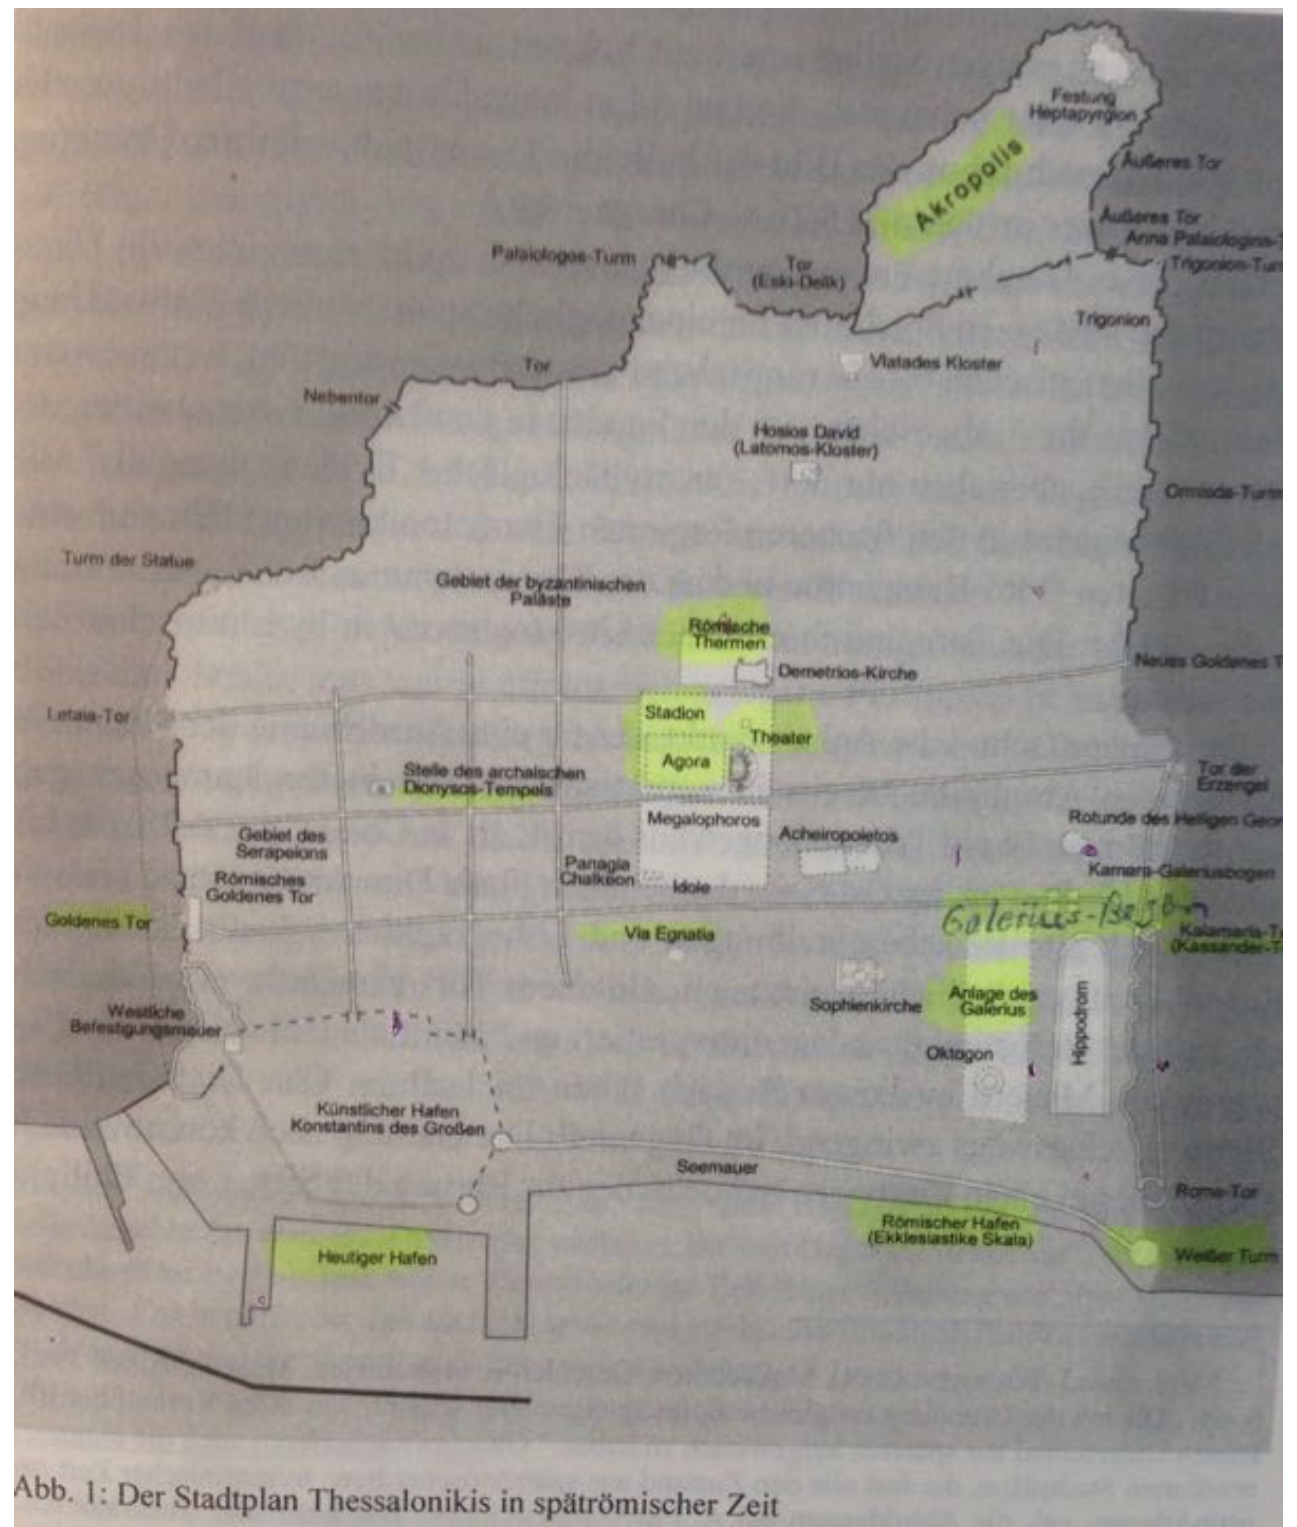 Festung
Heptapyrgion
Akropolis
Äußeres Tor
Äußeres Tor
Anna Palaiologina-
Palaiologos-Turm
Tor
(Eski-Delik)
Trigonion-Tur
Trigonion
Vlatades Kloster
Tor
Nebentor
Hosios David
(Latomos-Kloster)
Ormisda-Turm
Turm der Statue
Gebiet der byzantinischen
Paläste
Römische
Thermen
Demetrios-Kirche
Neues Goldenes T
Letaia-Tor
Stadion
Theater
Agora
Stelle des archaischen
Dionysos-Tempels
Tor der
Erzengel
Megalophoros
Acheiropoietos
Rotunde des Heiligen Geor
Gebiet des
Serapeions
Panagia
Chalkeon
Idole
Kamara-Galeriusbogen
Römisches
Goldenes Tor
Goldenes Tor
Galerius-Bogen
Via Egnatia
Kalamaria-T
(Kassander-T
Sophienkirche
Anlage des
Galerius
Hippodrom
Westliche
Befestigungsmauer
Oktogon
Künstlicher Hafen
Konstantins des Großen
Seemauer
Roma-Tor
Römischer Hafen
(Ekklesiastike Skala)
Heutiger Hafen
Weißer Turm
Abb. 1: Der Stadtplan Thessalonikis in spätrömischer Zeit